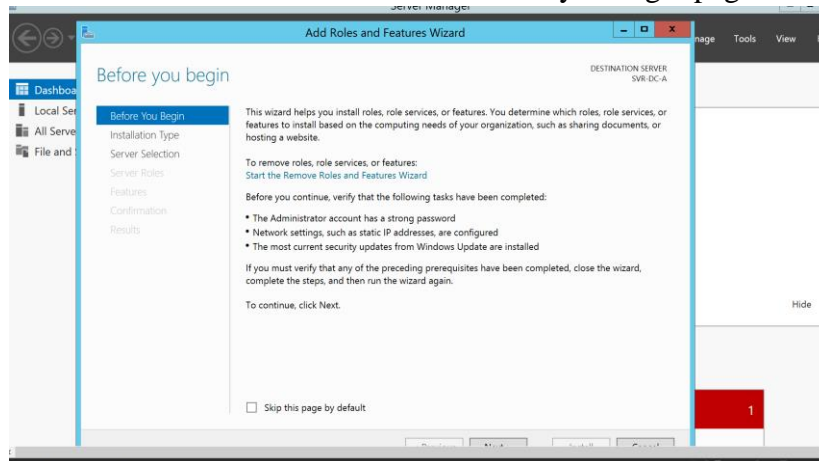 Server Manager
Add Roles and Features Wizard
nage Tools View
Before you begin
DESTINATION SERVER
SVR-DC-A
Dashboa
Local Ser
All Serve
File and S
Before You Begin
Installation Type
Server Selection
Server Roles
Features
Confirmation
Results
This wizard helps you install roles, role services, or features. You determine which roles, role services, or
features to install based on the computing needs of your organization, such as sharing documents, or
hosting a website.
To remove roles, role services, or features:
Start the Remove Roles and Features Wizard
Before you continue, verify that the following tasks have been completed:
• The Administrator account has a strong password
• Network settings, such as static IP addresses, are configured
• The most current security updates from Windows Update are installed
If you must verify that any of the preceding prerequisites have been completed, close the wizard,
complete the steps, and then run the wizard again.
To continue, click Next.
Hide
Skip this page by default
1